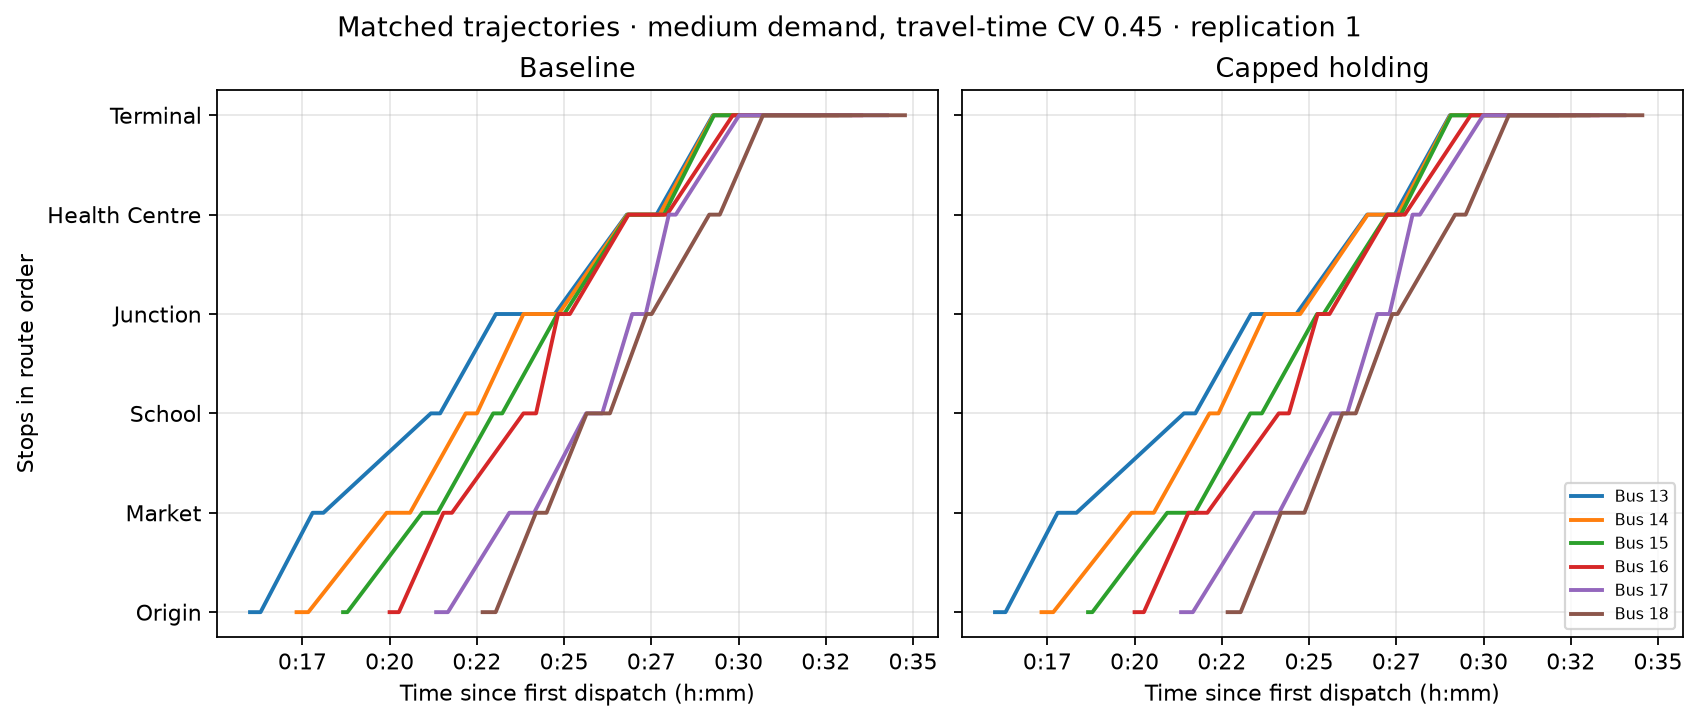 Matched trajectories · medium demand, travel-time CV 0.45 · replication 1
Baseline
Capped holding
Stops in route order
Terminal
Health Centre
Junction
School
Market
Origin
0:17 0:20 0:22 0:25 0:27 0:30 0:32 0:35
Time since first dispatch (h:mm)
0:17 0:20 0:22 0:25 0:27 0:30 0:32 0:35
Time since first dispatch (h:mm)
Bus 13
Bus 14
Bus 15
Bus 16
Bus 17
Bus 18